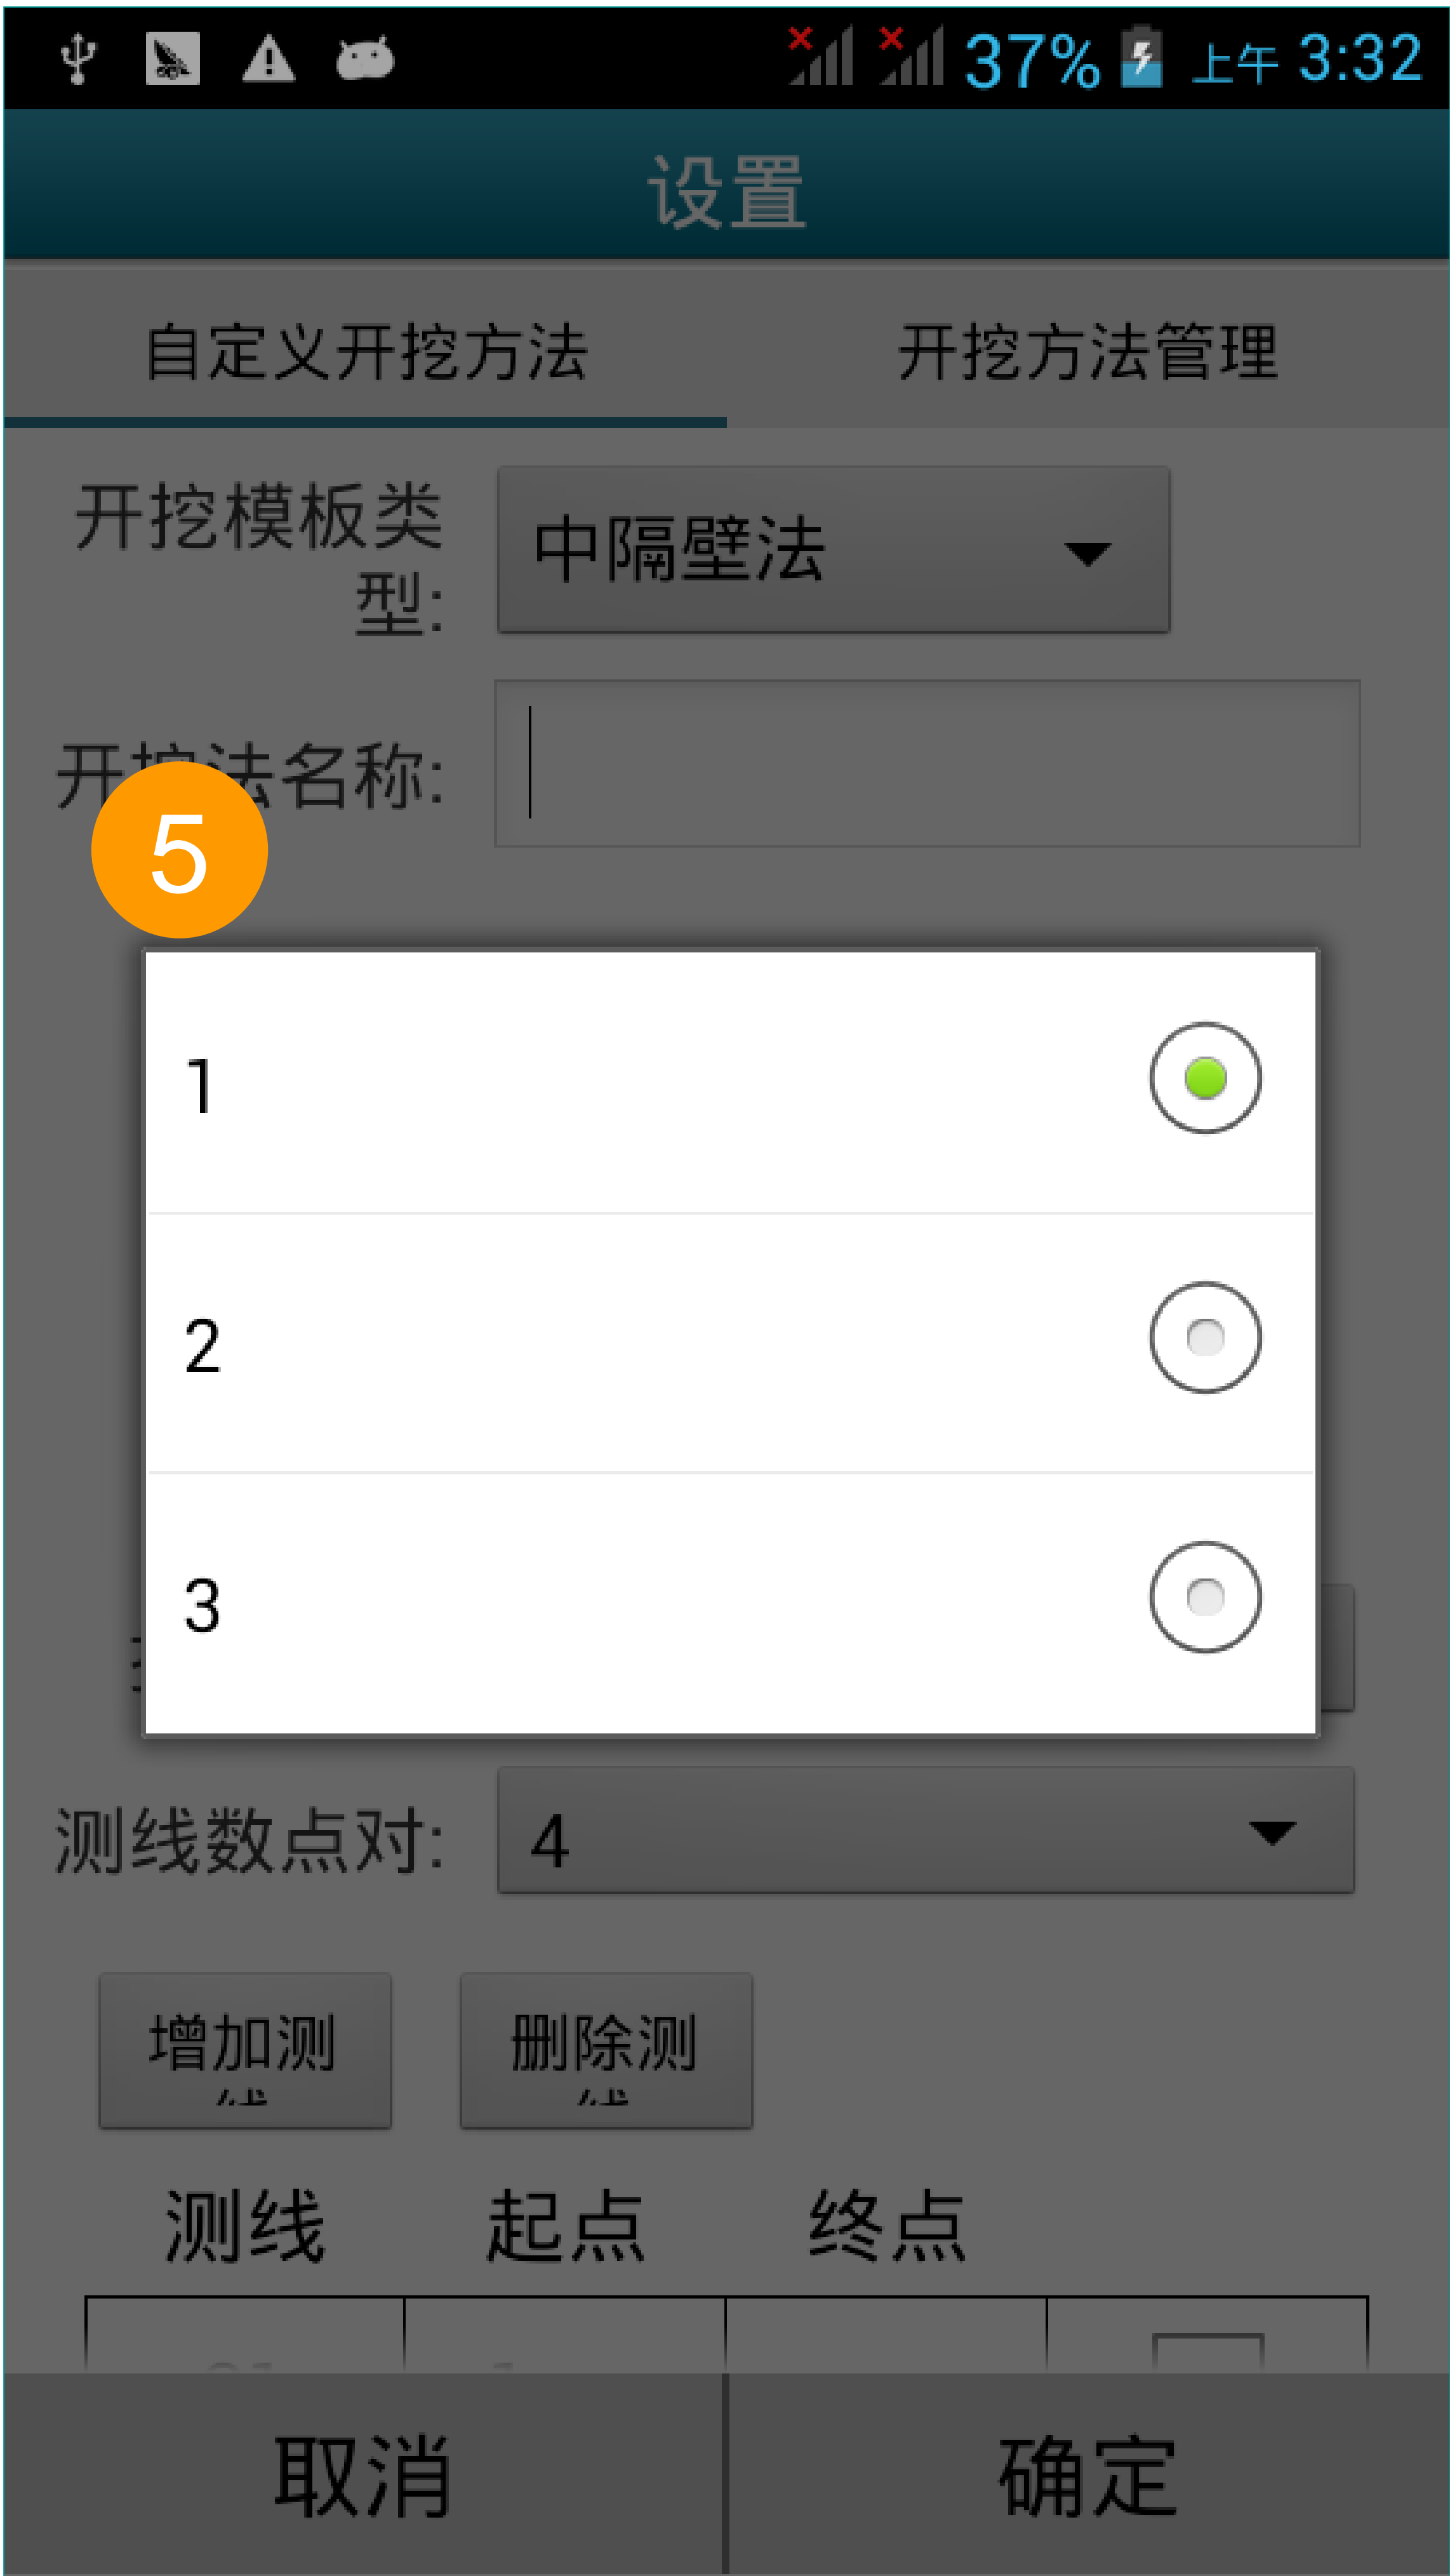 37% 上午 3:32
设置
自定义开挖方法 开挖方法管理
开挖模板类
型:
中隔壁法
开挖法名称:
5
1
2
3
测线数点对: 4
增加测
删除测
测线 起点 终点
取消 确定